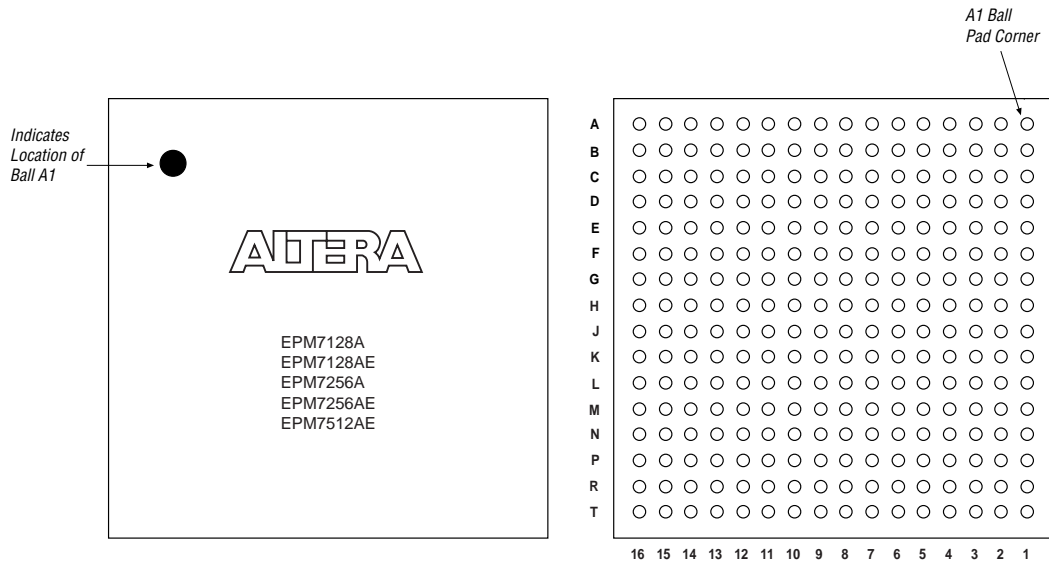 A1 Ball
Pad Corner
Indicates
Location of
Ball A1
ALTERA
EPM7128A
EPM7128AE
EPM7256A
EPM7256AE
EPM7512AE
A
B
C
D
E
F
G
H
J
K
L
M
N
P
R
T
16 15 14 13 12 11 10 9 8 7 6 5 4 3 2 1